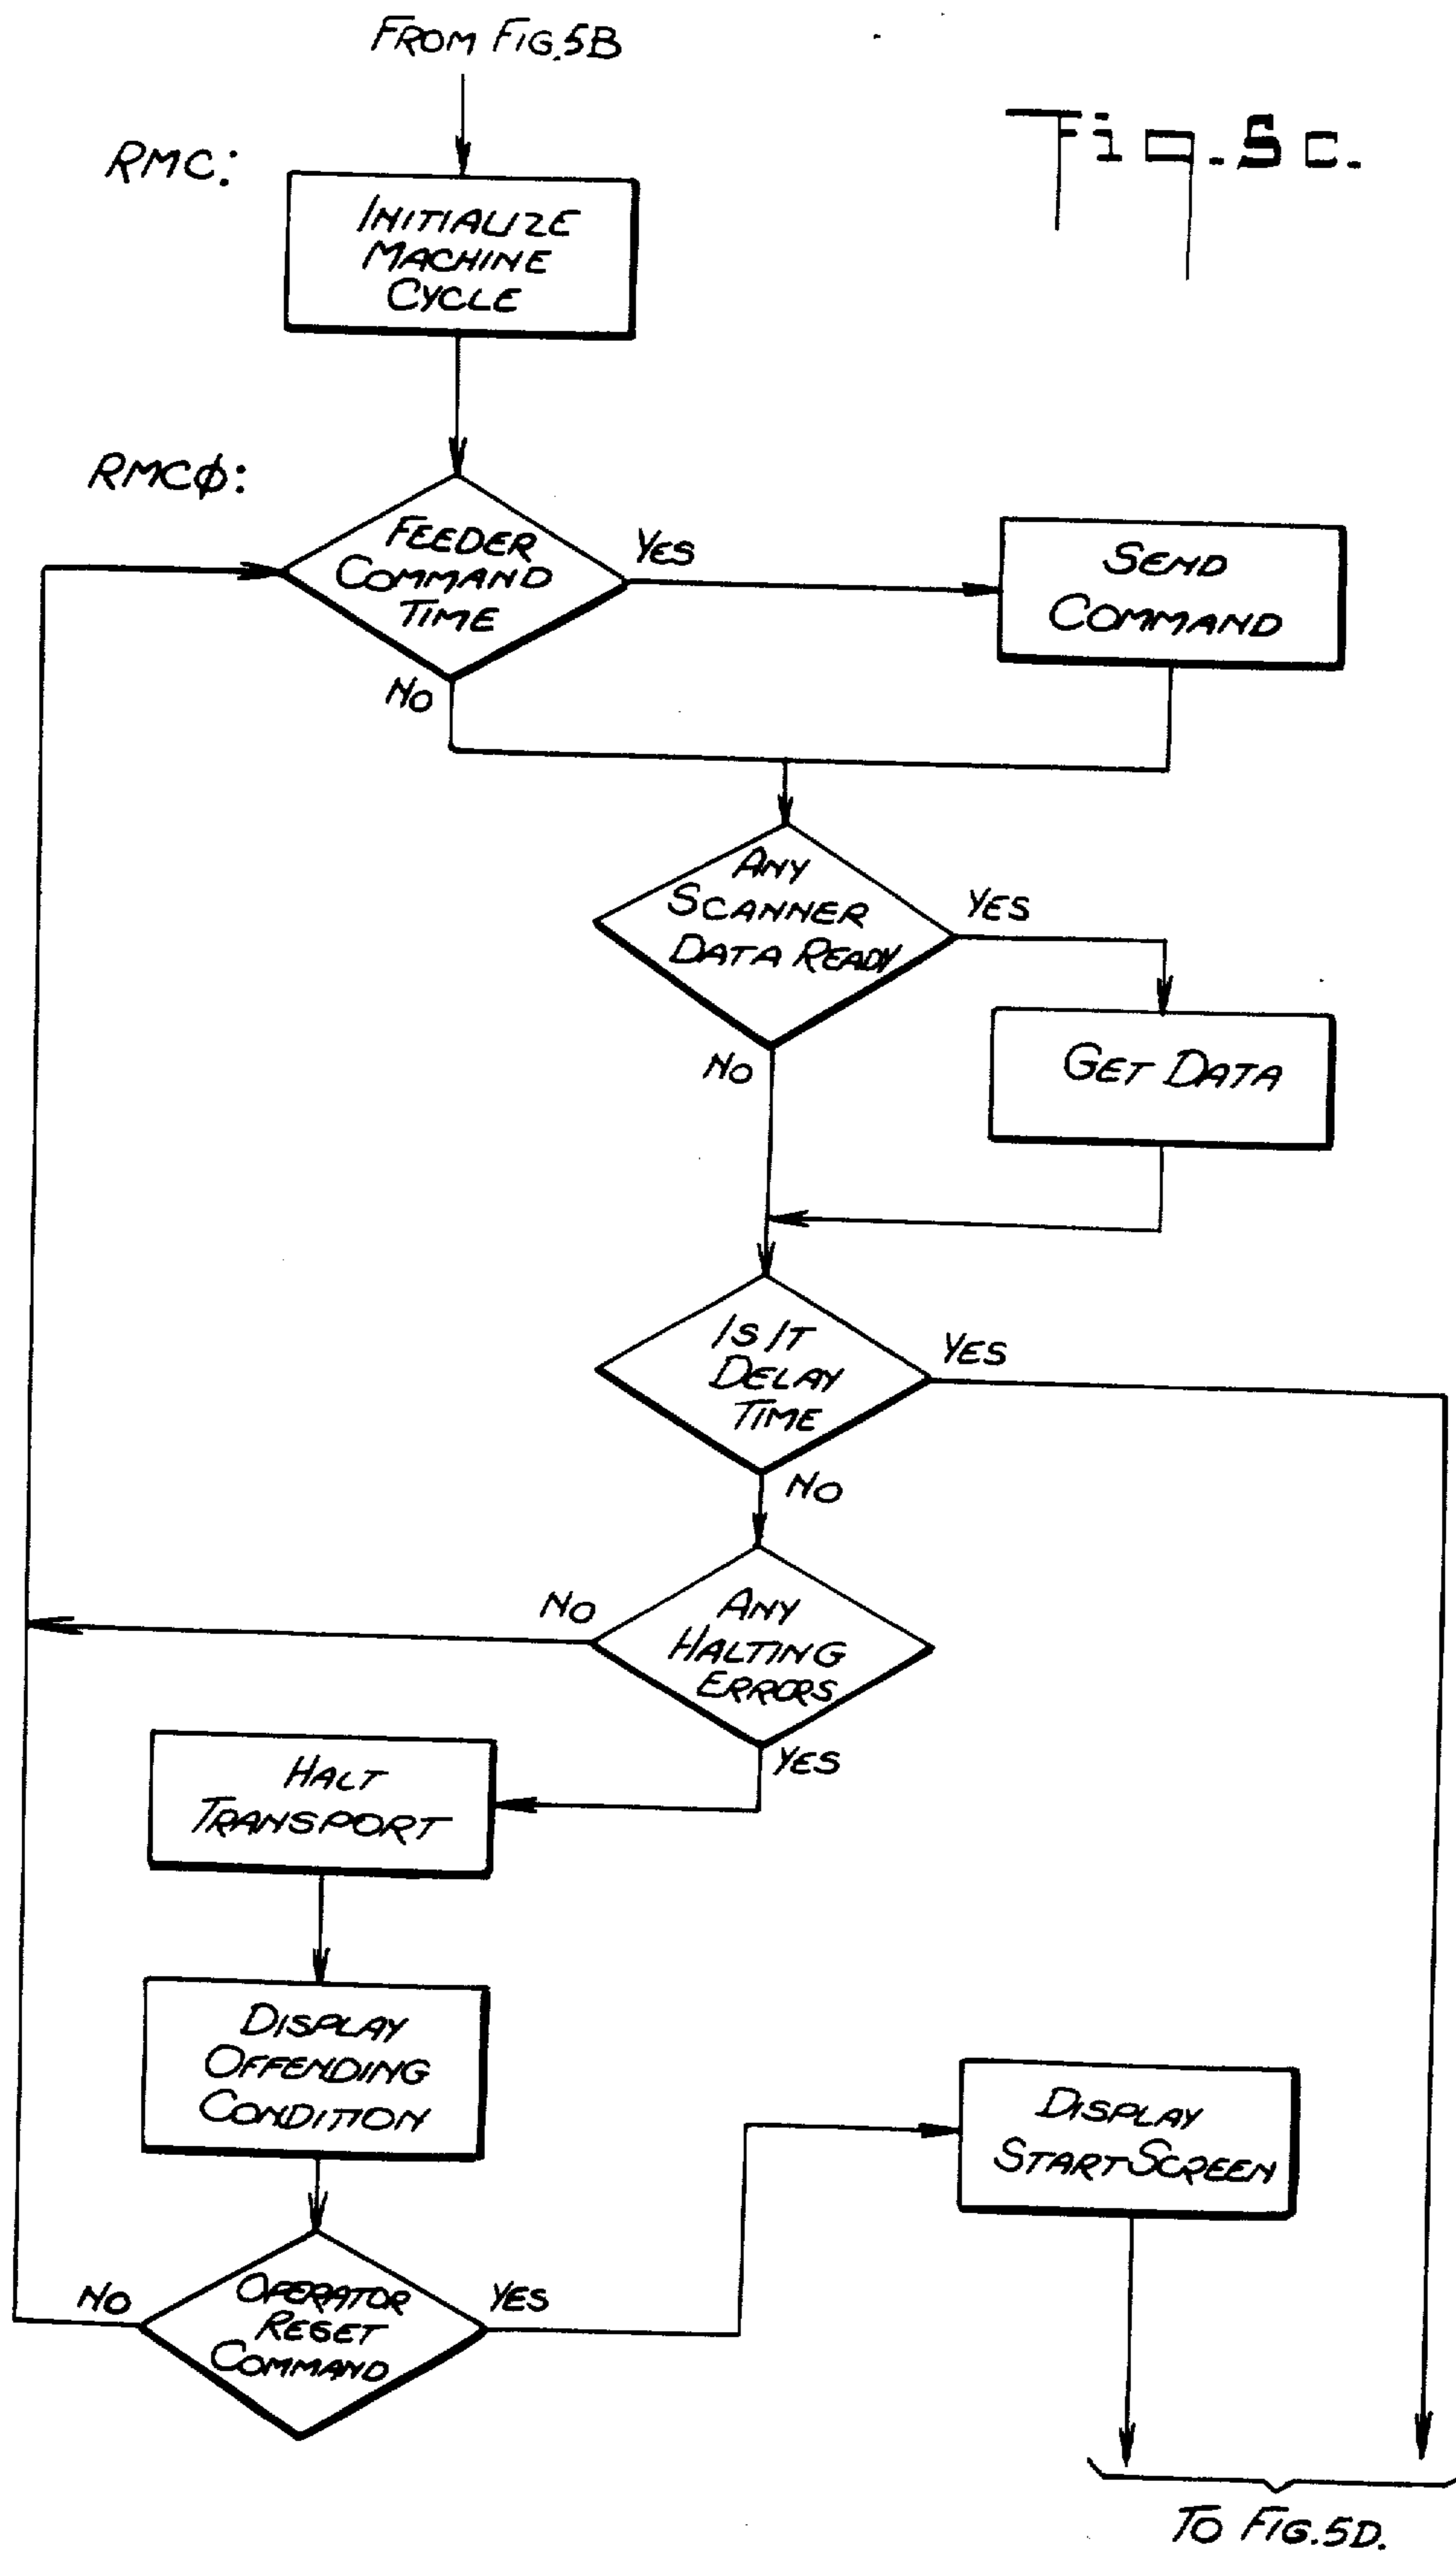 FROM FIG. 5B
Fig. 5c.
RMC:
INITIALIZE
MACHINE
CYCLE
RMCϕ:
FEEDER
COMMAND
TIME
YES
NO
SEND
COMMAND
ANY
SCANNER
DATA READY
YES
NO
GET DATA
IS IT
DELAY
TIME
YES
NO
ANY
HALTING
ERRORS
NO
YES
HALT
TRANSPORT
DISPLAY
OFFENDING
CONDITION
DISPLAY
START SCREEN
OPERATOR
RESET
COMMAND
NO
YES
TO FIG. 5D.